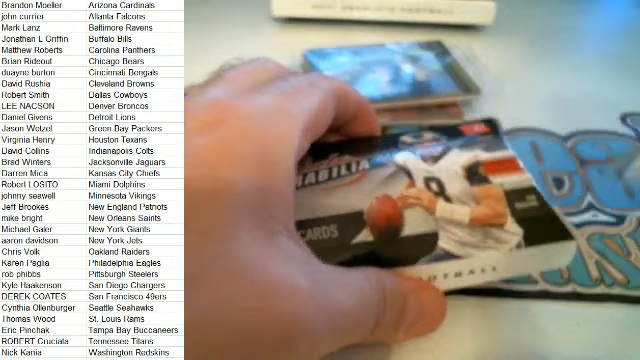 Brandon Moeller Arizona Cardinals
john currier Atlanta Falcons
Mark Lanz Baltimore Ravens
Jonathan L Griffin Buffalo Bills
Matthew Roberts Carolina Panthers
Brian Rideout Chicago Bears
duayne burton Cincinnati Bengals
David Rushia Cleveland Browns
Robert Smith Dallas Cowboys
LEE NACSON Denver Broncos
Daniel Givens Detroit Lions
Jason Wetzel Green Bay Packers
Virginia Henry Houston Texans
David Collins Indianapolis Colts
Brad Winters Jacksonville Jaguars
Darren Mica Kansas City Chiefs
Robert LOSITO Miami Dolphins
johnny seawell Minnesota Vikings
Jeff Brookes New England Patriots
mike bright New Orleans Saints
Michael Galer New York Giants
aaron davison New York Jets
Chris Volk Oakland Raiders
Karen Paglia Philadelphia Eagles
rob phibbs Pittsburgh Steelers
Kyle Haakenson San Diego Chargers
DEREK COATES San Francisco 49ers
Cynthia Ollenburger Seattle Seahawks
Thomas Wood St. Louis Rams
Eric Pinchak Tampa Bay Buccaneers
ROBERT Cruciala Tennessee Titans
Nick Kania Washington Redskins
ABILIA
CARDS